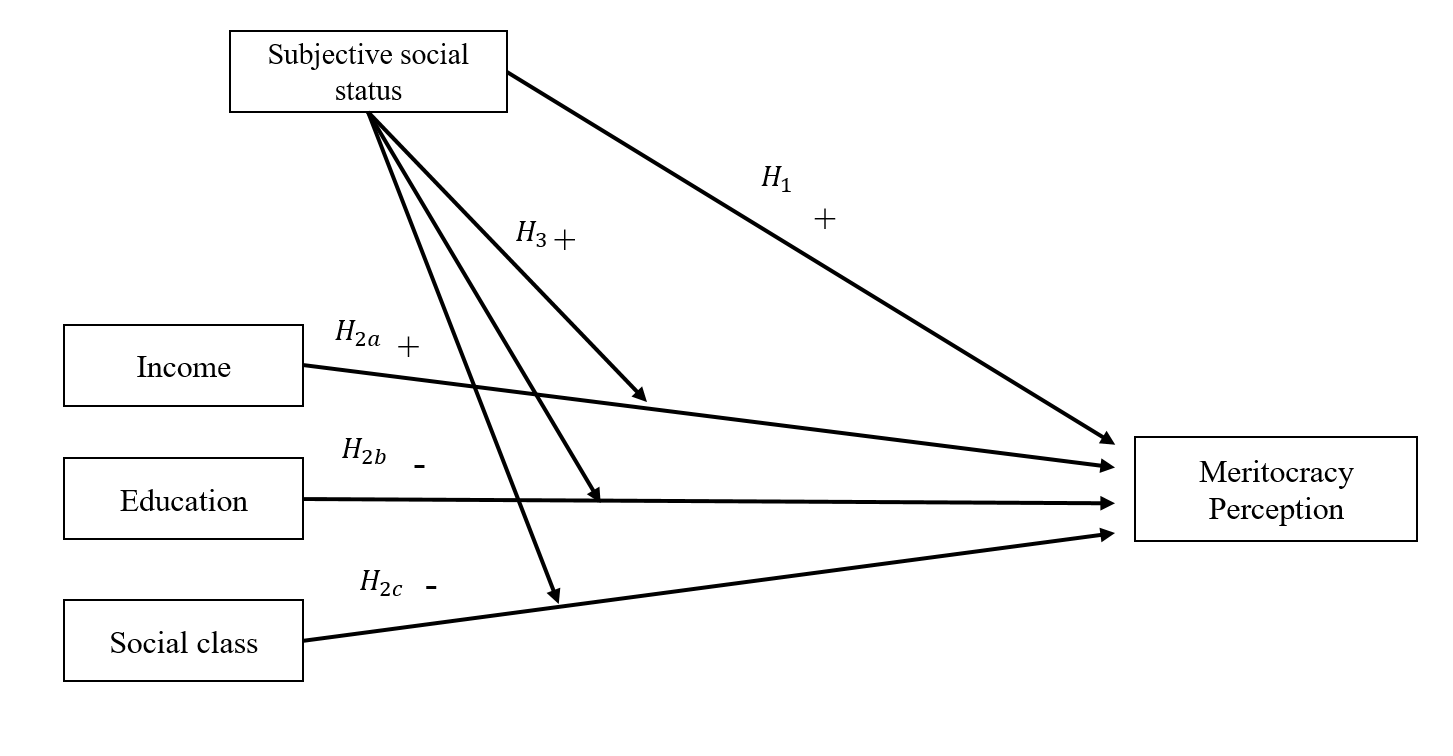 Subjective social
status
H₁
+
H₃ +
H₂ₐ +
Income
H₂b -
Meritocracy
Perception
Education
H₂c -
Social class